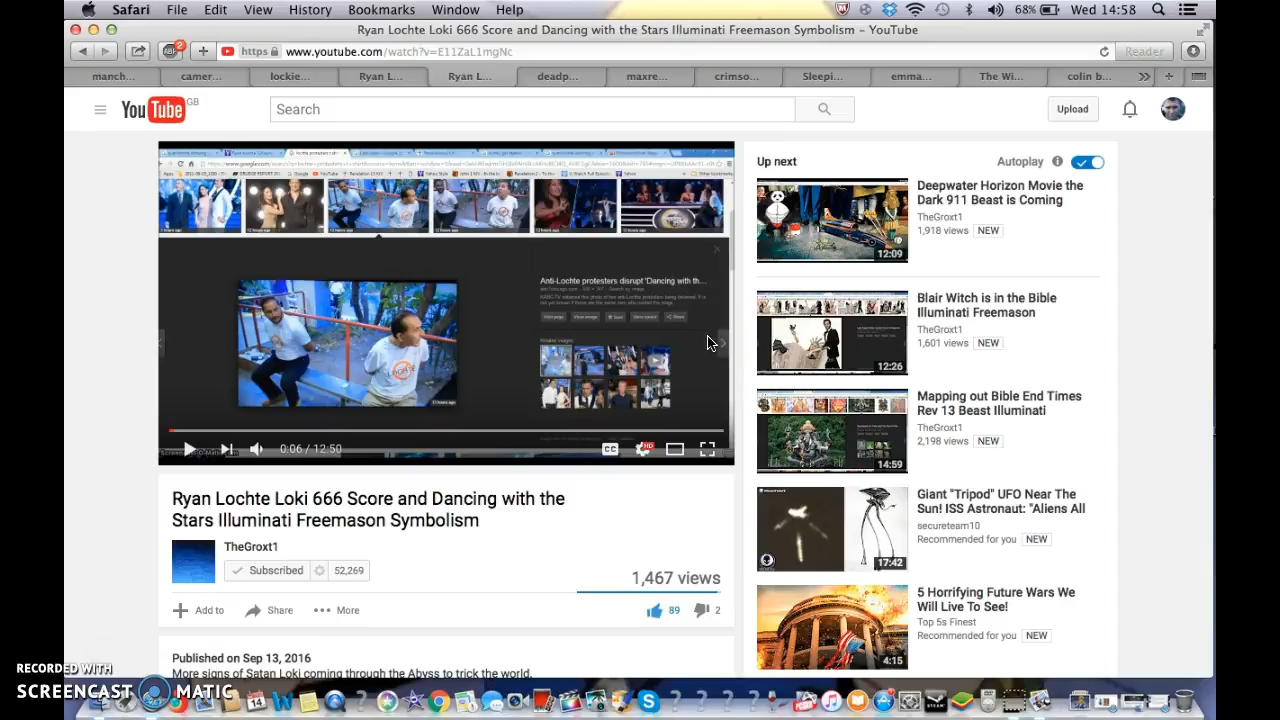 Safari File Edit View History Bookmarks Window Help
68% Wed 14:58
Ryan Lochte Loki 666 Score and Dancing with the Stars Illuminati Freemason Symbolism – YouTube
ABP 2
https www.youtube.com/watch?v=E11ZaL1mgNc
Reader
manch... camer... lockie... Ryan L... Ryan L... deadp... maxre... crimso... Sleepi... emma... The Wi... colin b...
YouTube GB
Search
Upload
Anti-Lochte protesters disrupt 'Dancing with th...
0:06 / 12:50
CC
HD
Ryan Lochte Loki 666 Score and Dancing with the
Stars Illuminati Freemason Symbolism
TheGroxt1
Subscribed 52,269
1,467 views
Add to Share More
89 2
Published on Sep 13, 2016
More signs of Satan Loki coming through the Abyss to trick the world.
Up next
Autoplay
Deepwater Horizon Movie the
Dark 911 Beast is Coming
TheGroxt1
1,918 views NEW
12:09
Blair Witch is in the Bible
Illuminati Freemason
TheGroxt1
1,601 views NEW
12:26
Mapping out Bible End Times
Rev 13 Beast Illuminati
TheGroxt1
2,198 views NEW
14:59
Giant "Tripod" UFO Near The
Sun! ISS Astronaut: "Aliens All
secureteam10
Recommended for you NEW
17:42
5 Horrifying Future Wars We
Will Live To See!
Top 5s Finest
Recommended for you NEW
4:15
RECORDED WITH
SCREENCAST MATIC